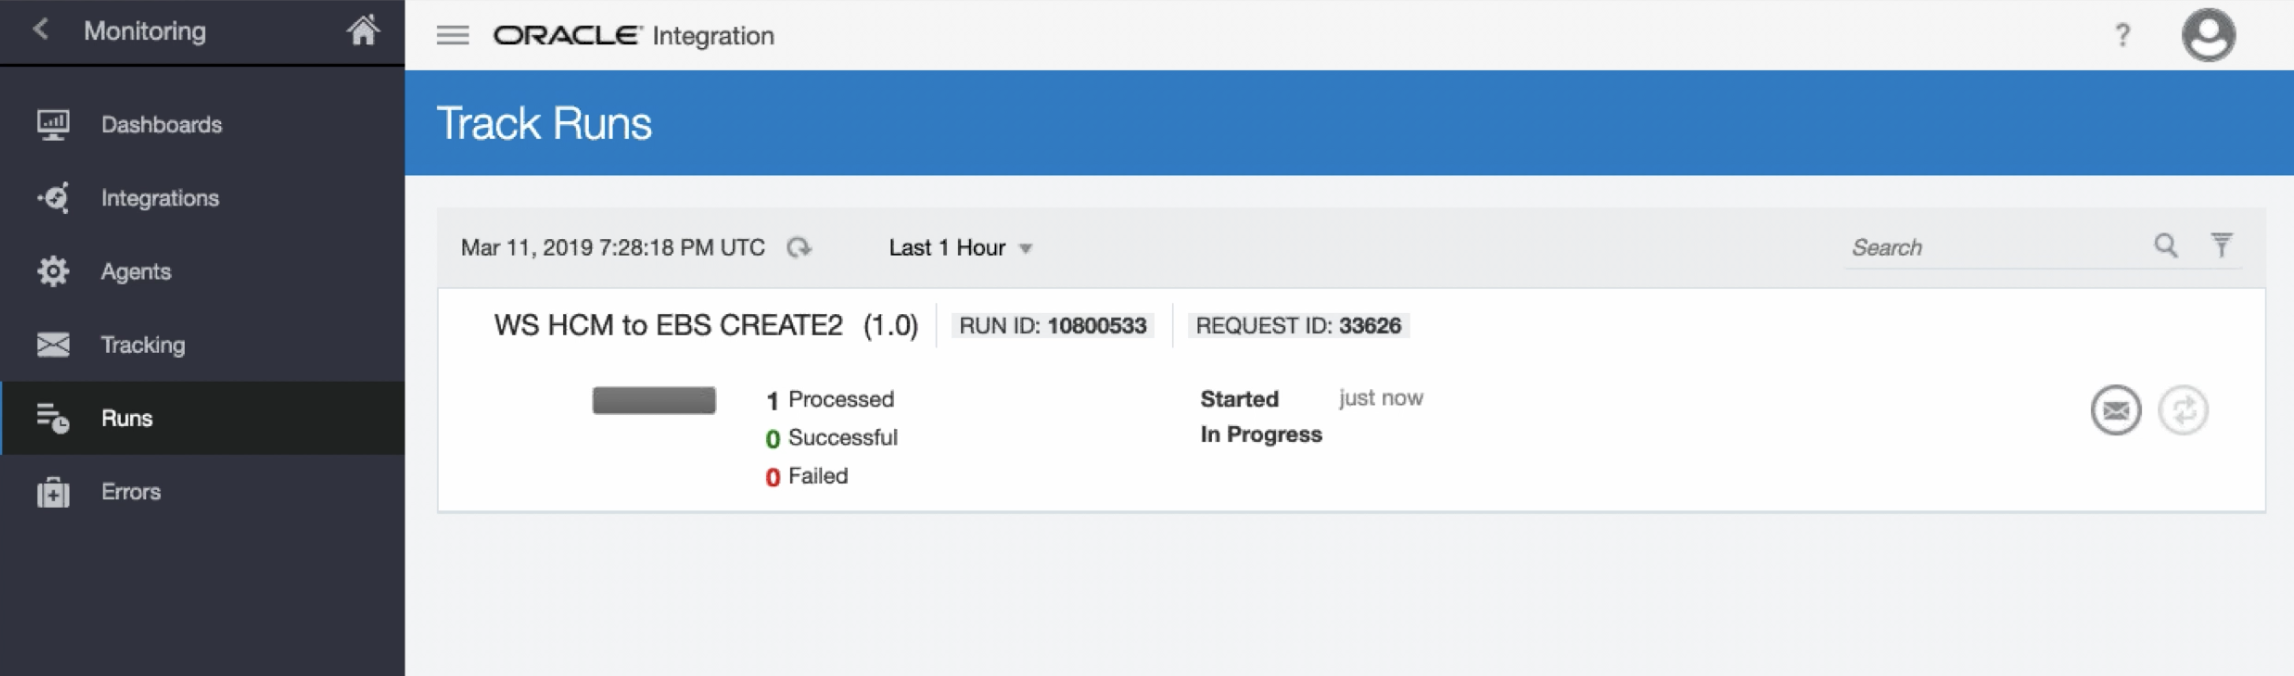 Monitoring
Dashboards
Integrations
Agents
Tracking
Runs
Errors
ORACLE Integration
?
Track Runs
Mar 11, 2019 7:28:18 PM UTC Last 1 Hour Search
WS HCM to EBS CREATE2 (1.0) RUN ID: 10800533 REQUEST ID: 33626
1 Processed Started just now
0 Successful In Progress
0 Failed